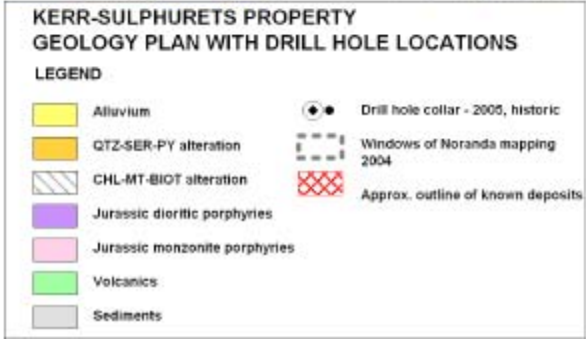 KERR-SULPHURETS PROPERTY
GEOLOGY PLAN WITH DRILL HOLE LOCATIONS
LEGEND
Alluvium
QTZ-SER-PY alteration
CHL-MT-BIOT alteration
Jurassic dioritic porphyries
Jurassic monzonite porphyries
Volcanics
Sediments
Drill hole collar - 2005, historic
Windows of Noranda mapping
2004
Approx. outline of known deposits